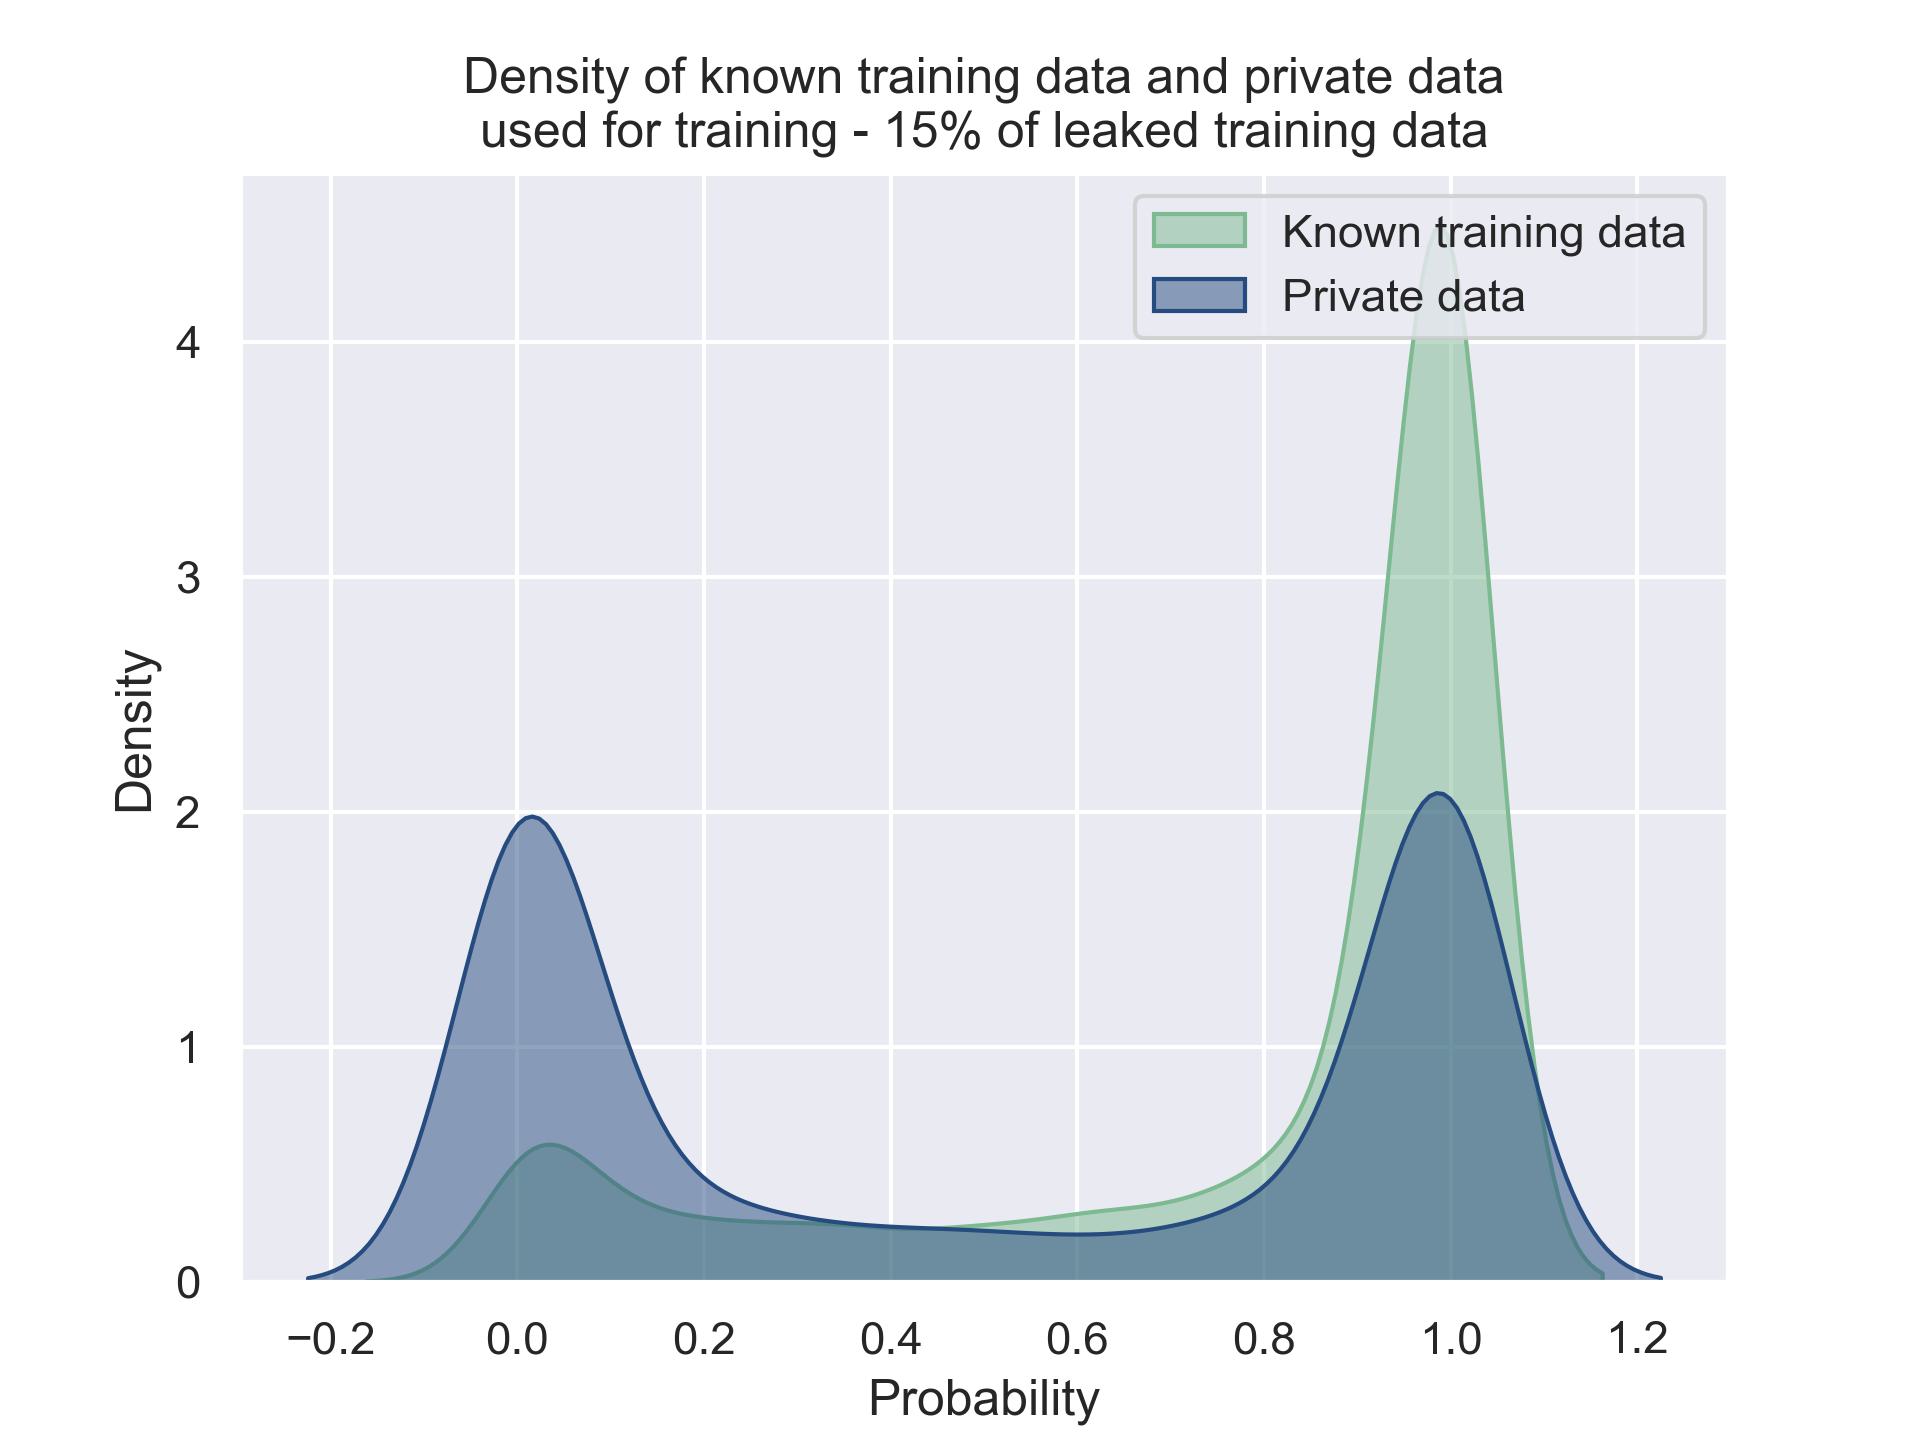 Density of known training data and private data
used for training - 15% of leaked training data
Known training data
Private data
Density
4
3
2
1
0
−0.2 0.0 0.2 0.4 0.6 0.8 1.0 1.2
Probability